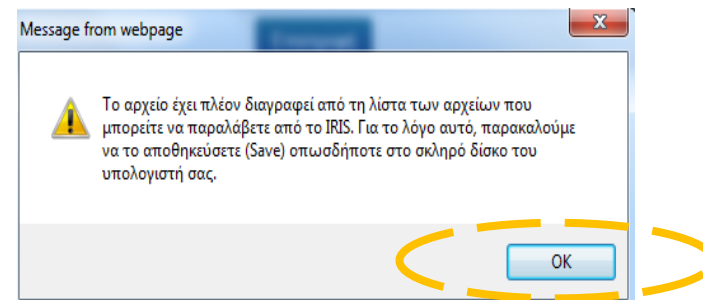 Message from webpage
Το αρχείο έχει πλέον διαγραφεί από τη λίστα των αρχείων που
μπορείτε να παραλάβετε από το IRIS. Για το λόγο αυτό, παρακαλούμε
να το αποθηκεύσετε (Save) οπωσδήποτε στο σκληρό δίσκο του
υπολογιστή σας.
OK